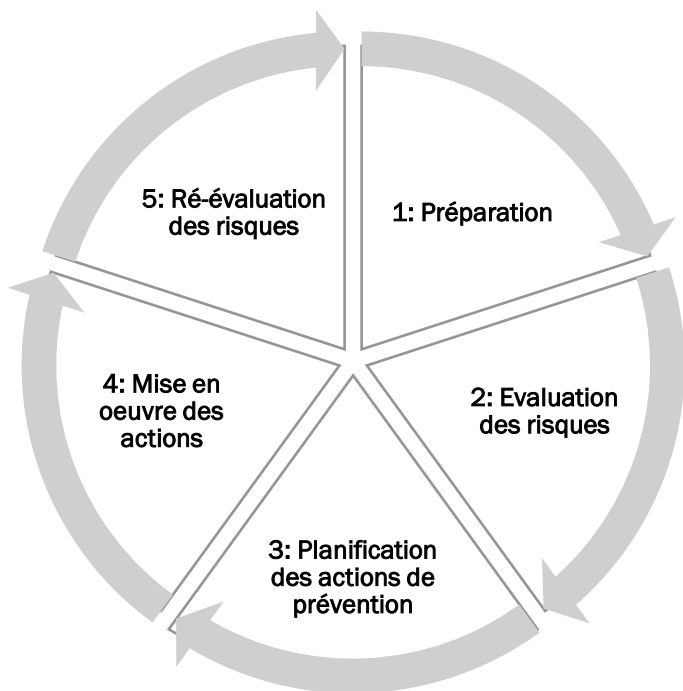 1: Préparation
2: Evaluation
des risques
3: Planification
des actions de
prévention
4: Mise en
oeuvre des
actions
5: Ré-évaluation
des risques